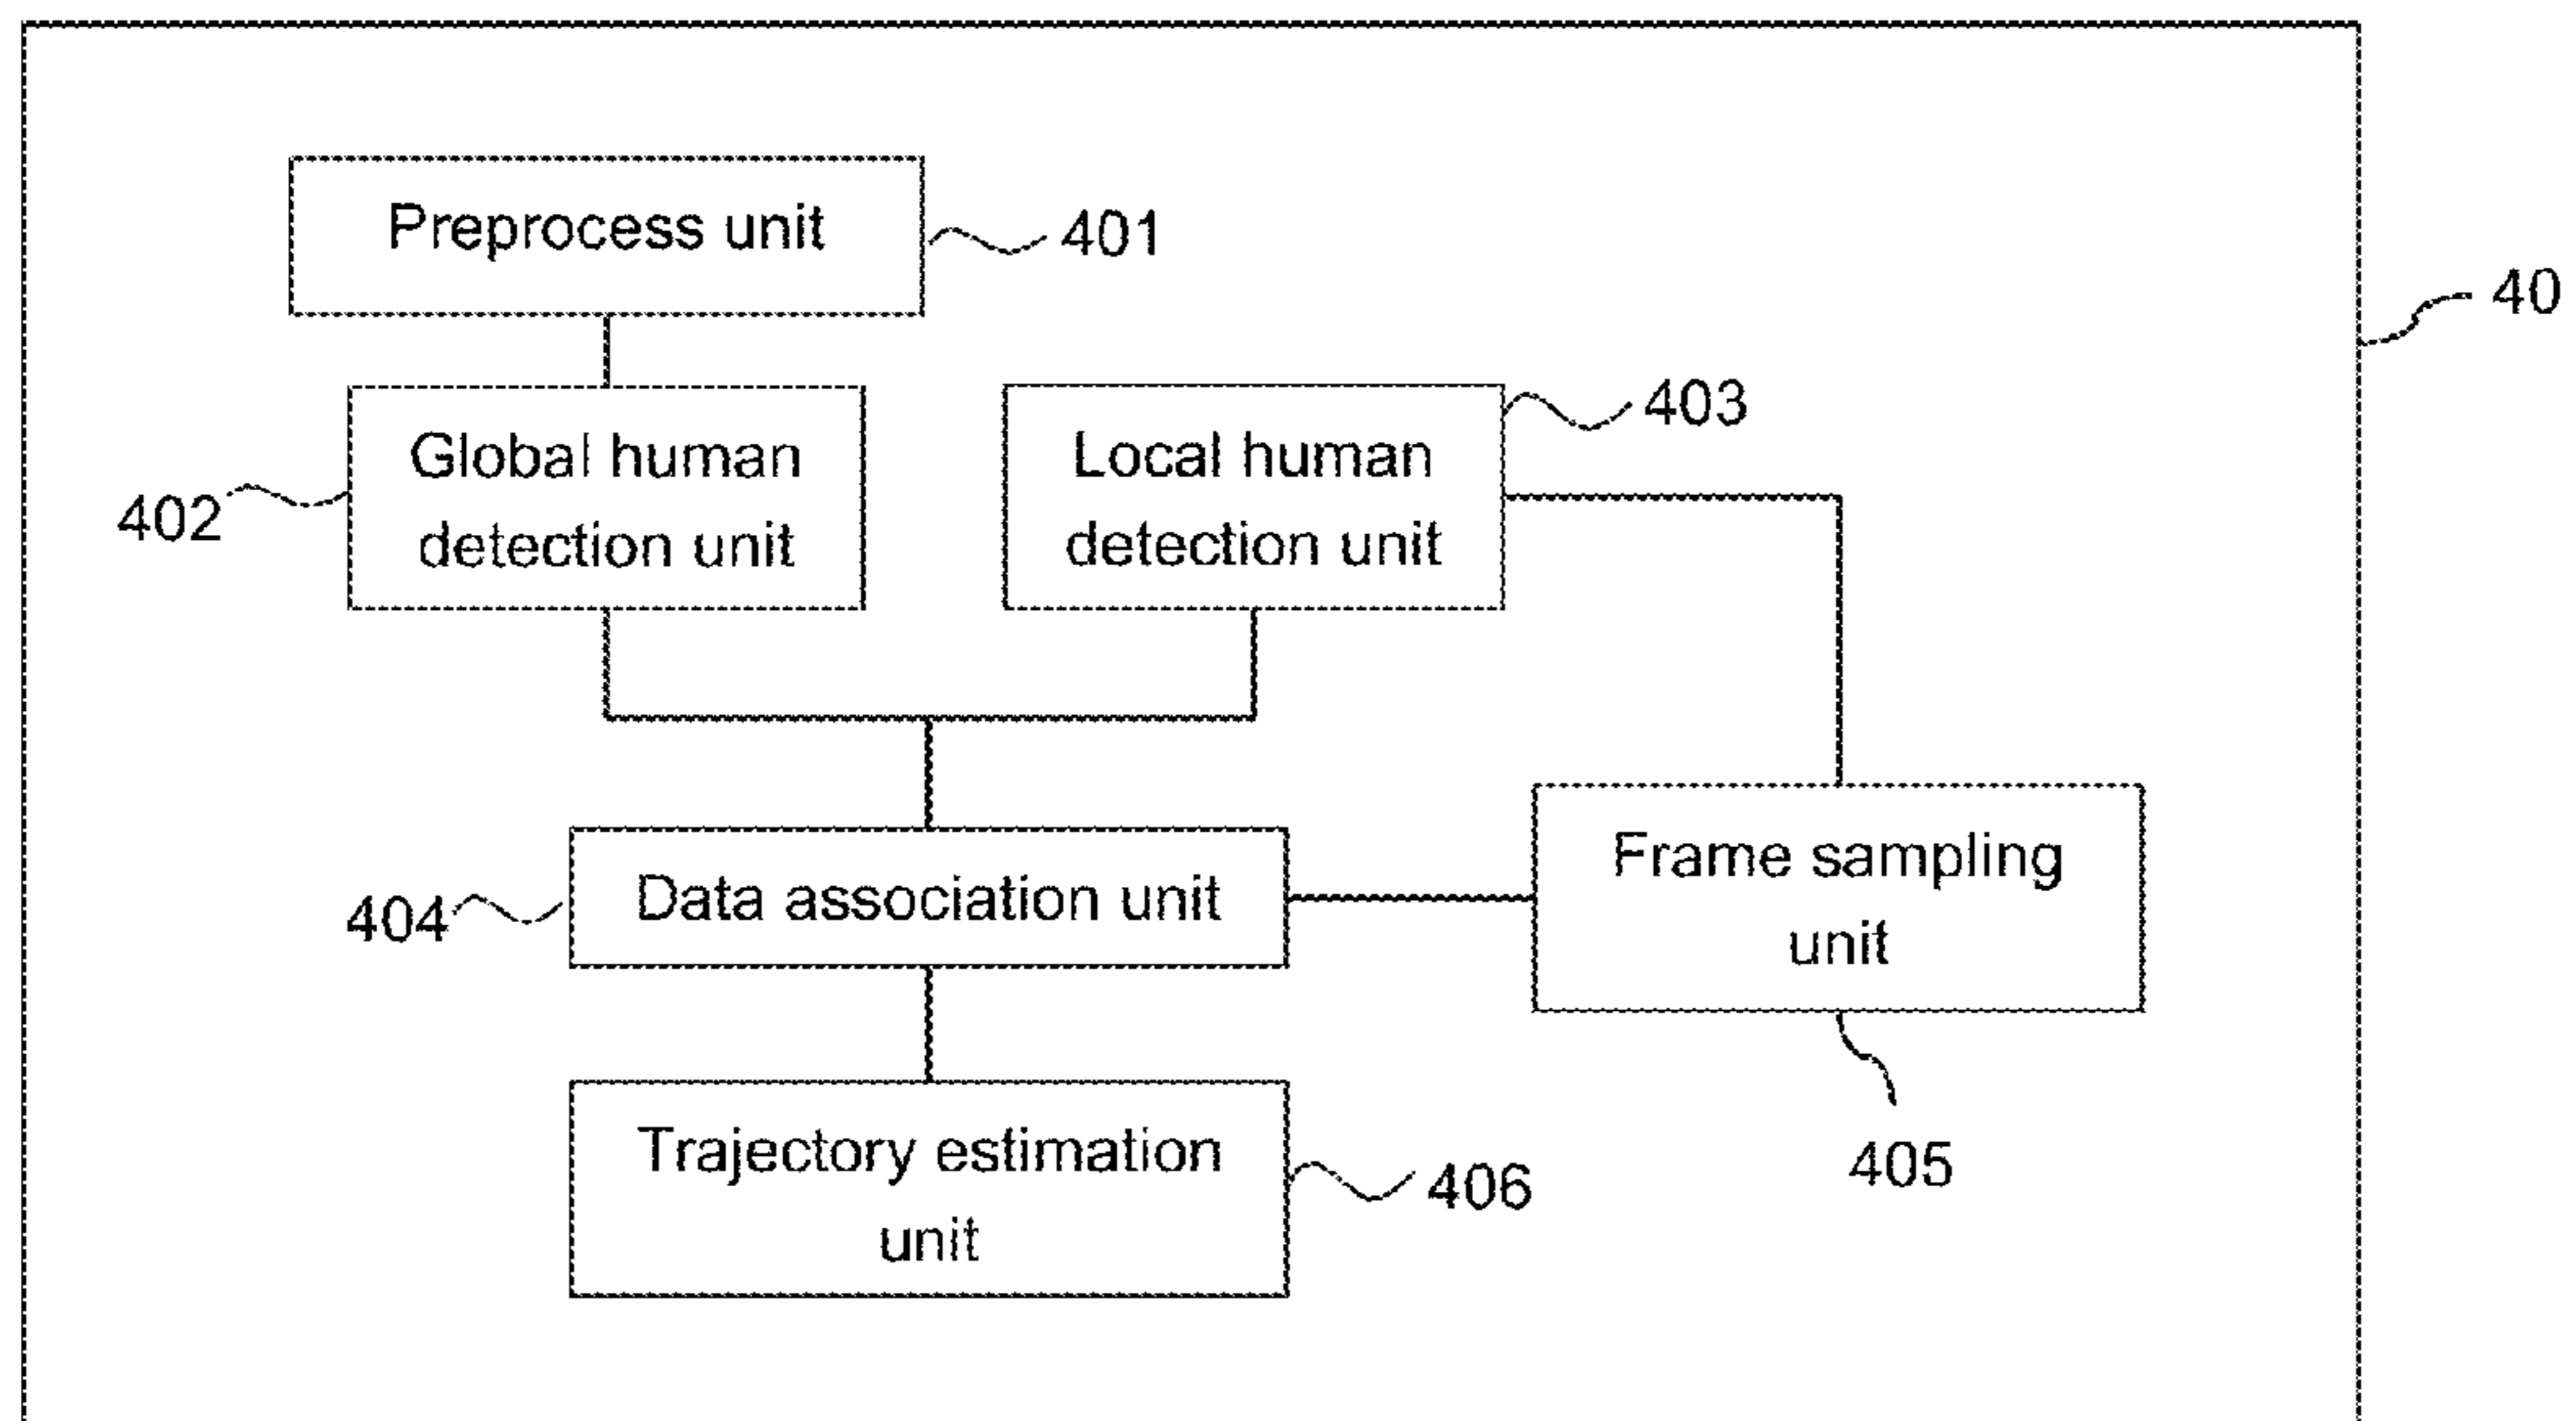 Preprocess unit
401
40
Global human
detection unit
402
Local human
detection unit
403
Data association unit
404
Frame sampling
unit
405
Trajectory estimation
unit
406